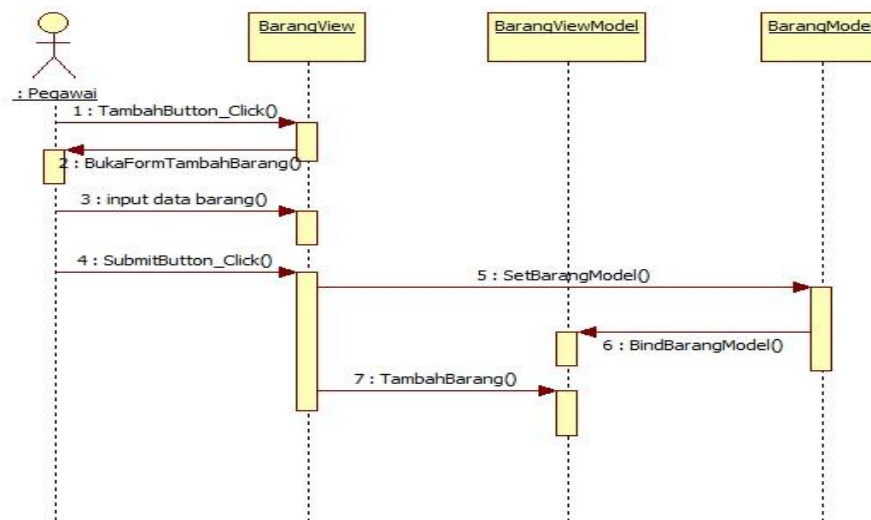 BarangView
BarangViewModel
BarangModel
: Pegawai
1 : TambahButton_Click()
2 : BukaFormTambahBarang()
3 : input data barang()
4 : SubmitButton_Click()
5 : SetBarangModel()
6 : BindBarangModel()
7 : TambahBarang()